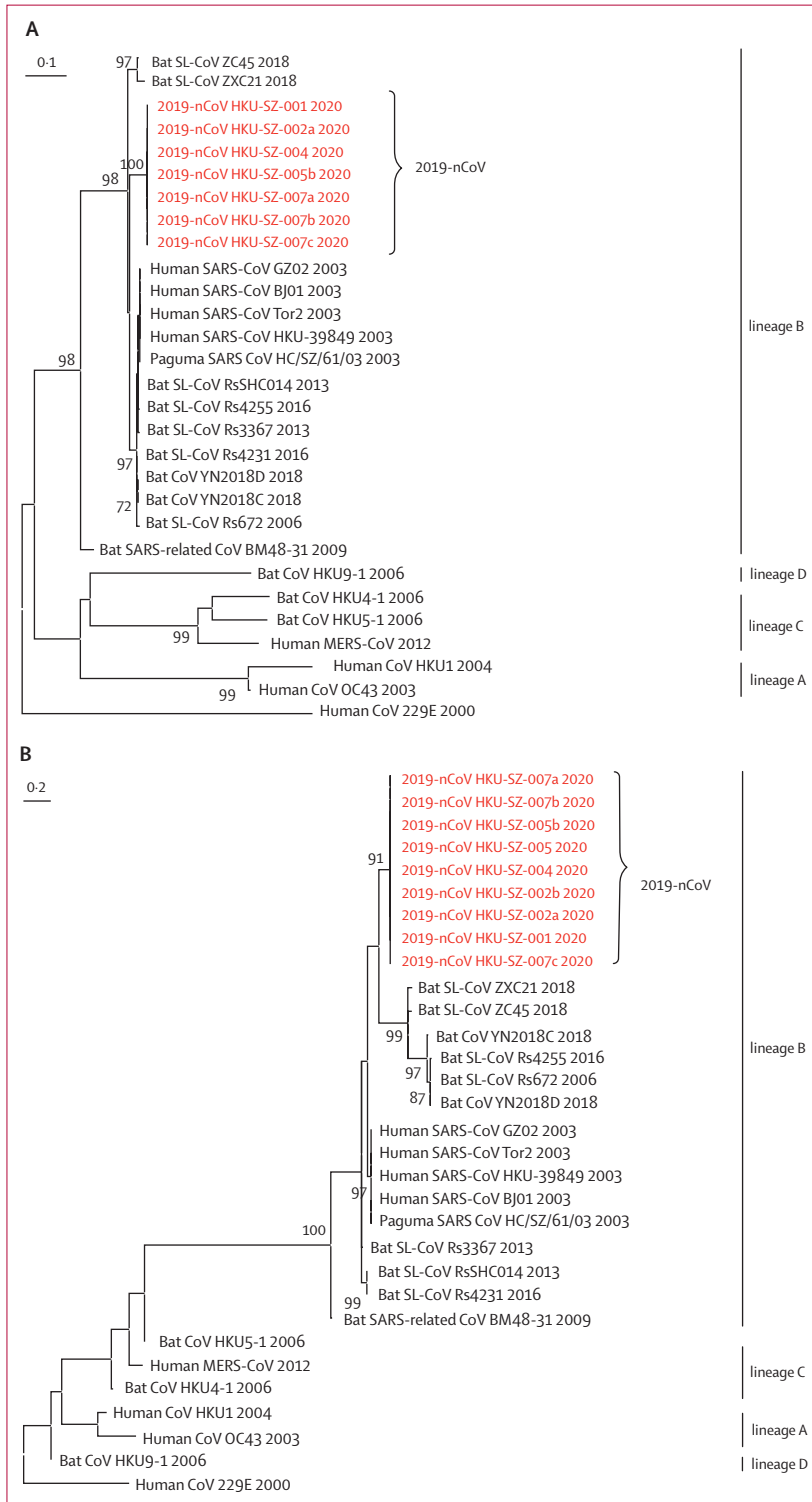 A
0·1
97
Bat SL-CoV ZC45 2018
Bat SL-CoV ZXC21 2018
2019-nCoV HKU-SZ-001 2020
2019-nCoV HKU-SZ-002a 2020
2019-nCoV HKU-SZ-004 2020
100
2019-nCoV HKU-SZ-005b 2020
2019-nCoV
98
2019-nCoV HKU-SZ-007a 2020
2019-nCoV HKU-SZ-007b 2020
2019-nCoV HKU-SZ-007c 2020
Human SARS-CoV GZ02 2003
Human SARS-CoV BJ01 2003
Human SARS-CoV Tor2 2003
lineage B
Human SARS-CoV HKU-39849 2003
98
Paguma SARS CoV HC/SZ/61/03 2003
Bat SL-CoV RsSHC014 2013
Bat SL-CoV Rs4255 2016
Bat SL-CoV Rs3367 2013
Bat SL-CoV Rs4231 2016
97
Bat CoV YN2018D 2018
Bat CoV YN2018C 2018
72
Bat SL-CoV Rs672 2006
Bat SARS-related CoV BM48-31 2009
Bat CoV HKU9-1 2006
lineage D
Bat CoV HKU4-1 2006
Bat CoV HKU5-1 2006
lineage C
99
Human MERS-CoV 2012
Human CoV HKU1 2004
lineage A
99
Human CoV OC43 2003
Human CoV 229E 2000
B
0·2
2019-nCoV HKU-SZ-007a 2020
2019-nCoV HKU-SZ-007b 2020
2019-nCoV HKU-SZ-005b 2020
2019-nCoV HKU-SZ-005 2020
91
2019-nCoV HKU-SZ-004 2020
2019-nCoV
2019-nCoV HKU-SZ-002b 2020
2019-nCoV HKU-SZ-002a 2020
2019-nCoV HKU-SZ-001 2020
2019-nCoV HKU-SZ-007c 2020
Bat SL-CoV ZXC21 2018
Bat SL-CoV ZC45 2018
99
Bat CoV YN2018C 2018
lineage B
Bat SL-CoV Rs4255 2016
97
Bat SL-CoV Rs672 2006
87
Bat CoV YN2018D 2018
Human SARS-CoV GZ02 2003
Human SARS-CoV Tor2 2003
Human SARS-CoV HKU-39849 2003
97
Human SARS-CoV BJ01 2003
Paguma SARS CoV HC/SZ/61/03 2003
100
Bat SL-CoV Rs3367 2013
Bat SL-CoV RsSHC014 2013
Bat SL-CoV Rs4231 2016
99
Bat SARS-related CoV BM48-31 2009
Bat CoV HKU5-1 2006
Human MERS-CoV 2012
lineage C
Bat CoV HKU4-1 2006
Human CoV HKU1 2004
lineage A
Human CoV OC43 2003
Bat CoV HKU9-1 2006
lineage D
Human CoV 229E 2000